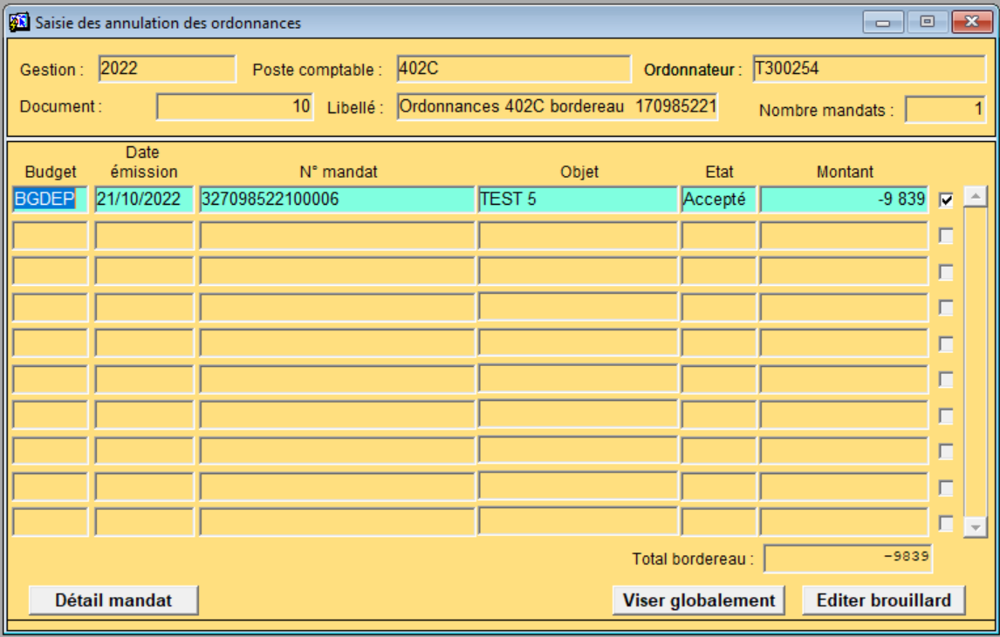 Saisie des annulation des ordonnances
Gestion : 2022 Poste comptable : 402C Ordonnateur : T300254
Document : 10 Libellé : Ordonnances 402C bordereau 170985221 Nombre mandats : 1
Budget Date émission N° mandat Objet Etat Montant
BGDEP 21/10/2022 327098522100006 TEST 5 Accepté -9 839
Total bordereau : -9839
Détail mandat Viser globalement Editer brouillard